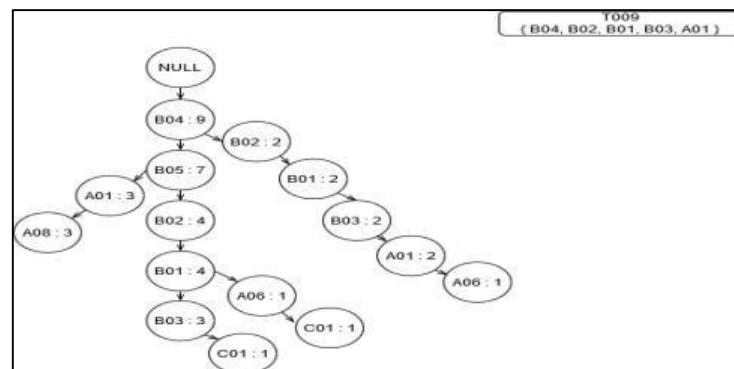 T009
( B04, B02, B01, B03, A01 )
NULL
B04 : 9
B02 : 2
B05 : 7
B01 : 2
A01 : 3
B02 : 4
B03 : 2
A08 : 3
A01 : 2
B01 : 4
A06 : 1
A06 : 1
B03 : 3
C01 : 1
C01 : 1